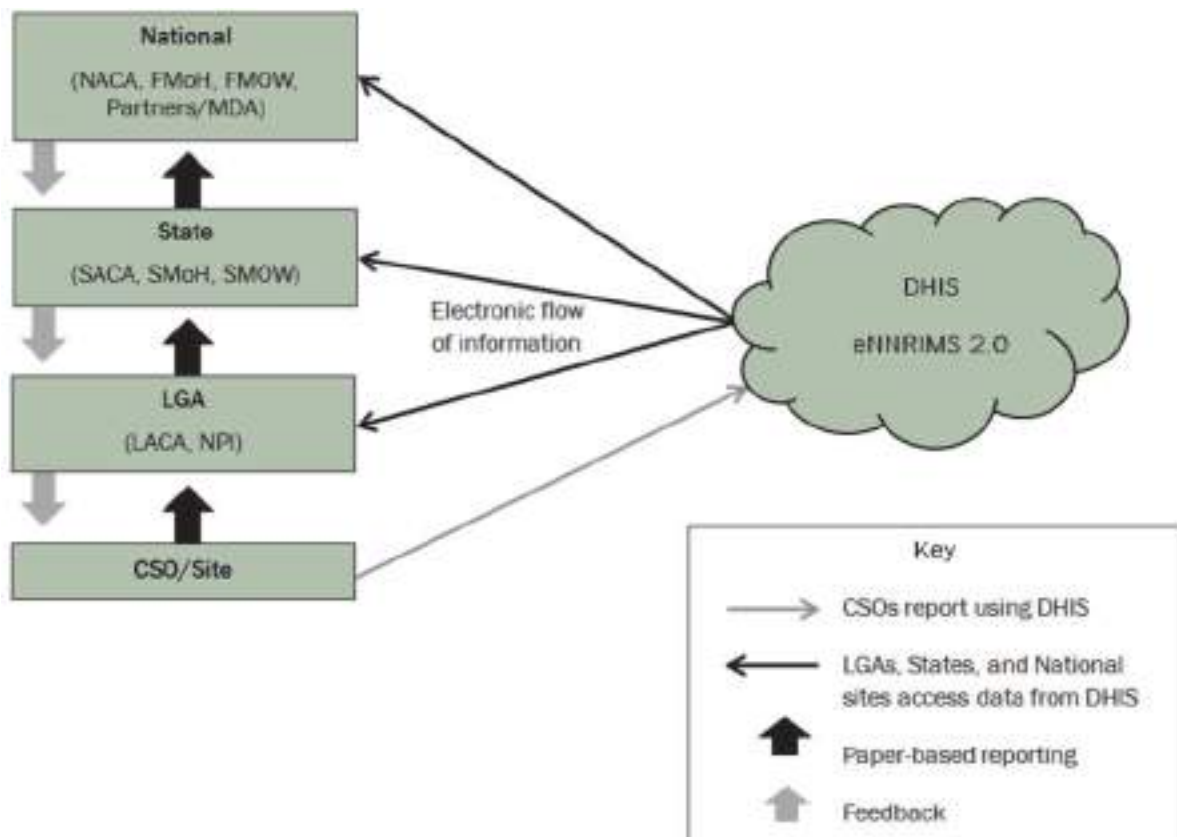 National
(NACA, FMoH, FMOW,
Partners/MDA)
State
(SACA, SMoH, SMOW)
LGA
(LACA, NPI)
CSO/Site
Electronic flow
of information
DHIS
eNNRIMS 2.0
Key
CSOs report using DHIS
LGAs, States, and National
sites access data from DHIS
Paper-based reporting
Feedback